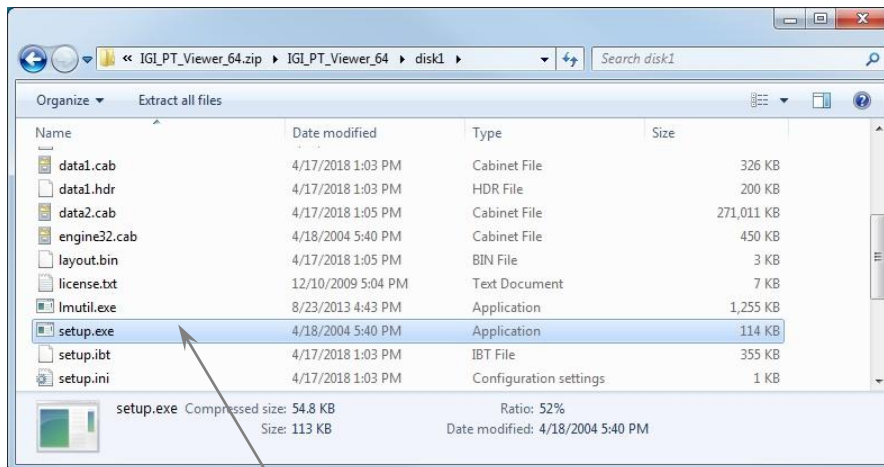 « IGI_PT_Viewer_64.zip ▸ IGI_PT_Viewer_64 ▸ disk1 ▸ Search disk1
Organize ▾ Extract all files
Name Date modified Type Size
data1.cab 4/17/2018 1:03 PM Cabinet File 326 KB
data1.hdr 4/17/2018 1:03 PM HDR File 200 KB
data2.cab 4/17/2018 1:05 PM Cabinet File 271,011 KB
engine32.cab 4/18/2004 5:40 PM Cabinet File 450 KB
layout.bin 4/17/2018 1:05 PM BIN File 3 KB
license.txt 12/10/2009 5:04 PM Text Document 7 KB
lmutil.exe 8/23/2013 4:43 PM Application 1,255 KB
setup.exe 4/18/2004 5:40 PM Application 114 KB
setup.ibt 4/17/2018 1:03 PM IBT File 355 KB
setup.ini 4/17/2018 1:03 PM Configuration settings 1 KB
setup.exe Compressed size: 54.8 KB Ratio: 52%
Size: 113 KB Date modified: 4/18/2004 5:40 PM